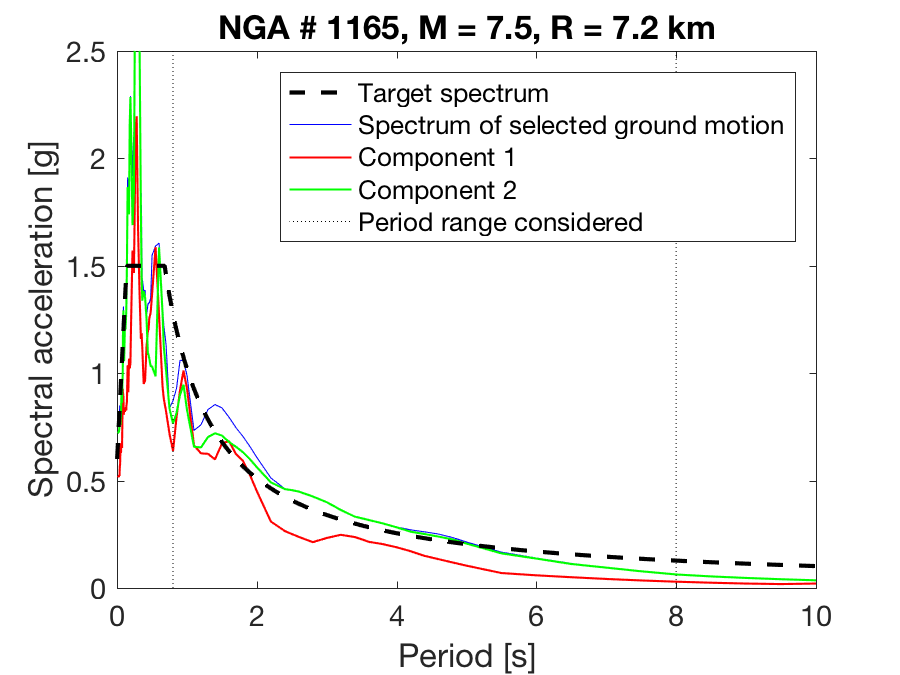 NGA # 1165, M = 7.5, R = 7.2 km
2.5
2
1.5
1
0.5
0
Spectral acceleration [g]
Target spectrum
Spectrum of selected ground motion
Component 1
Component 2
Period range considered
0 2 4 6 8 10
Period [s]